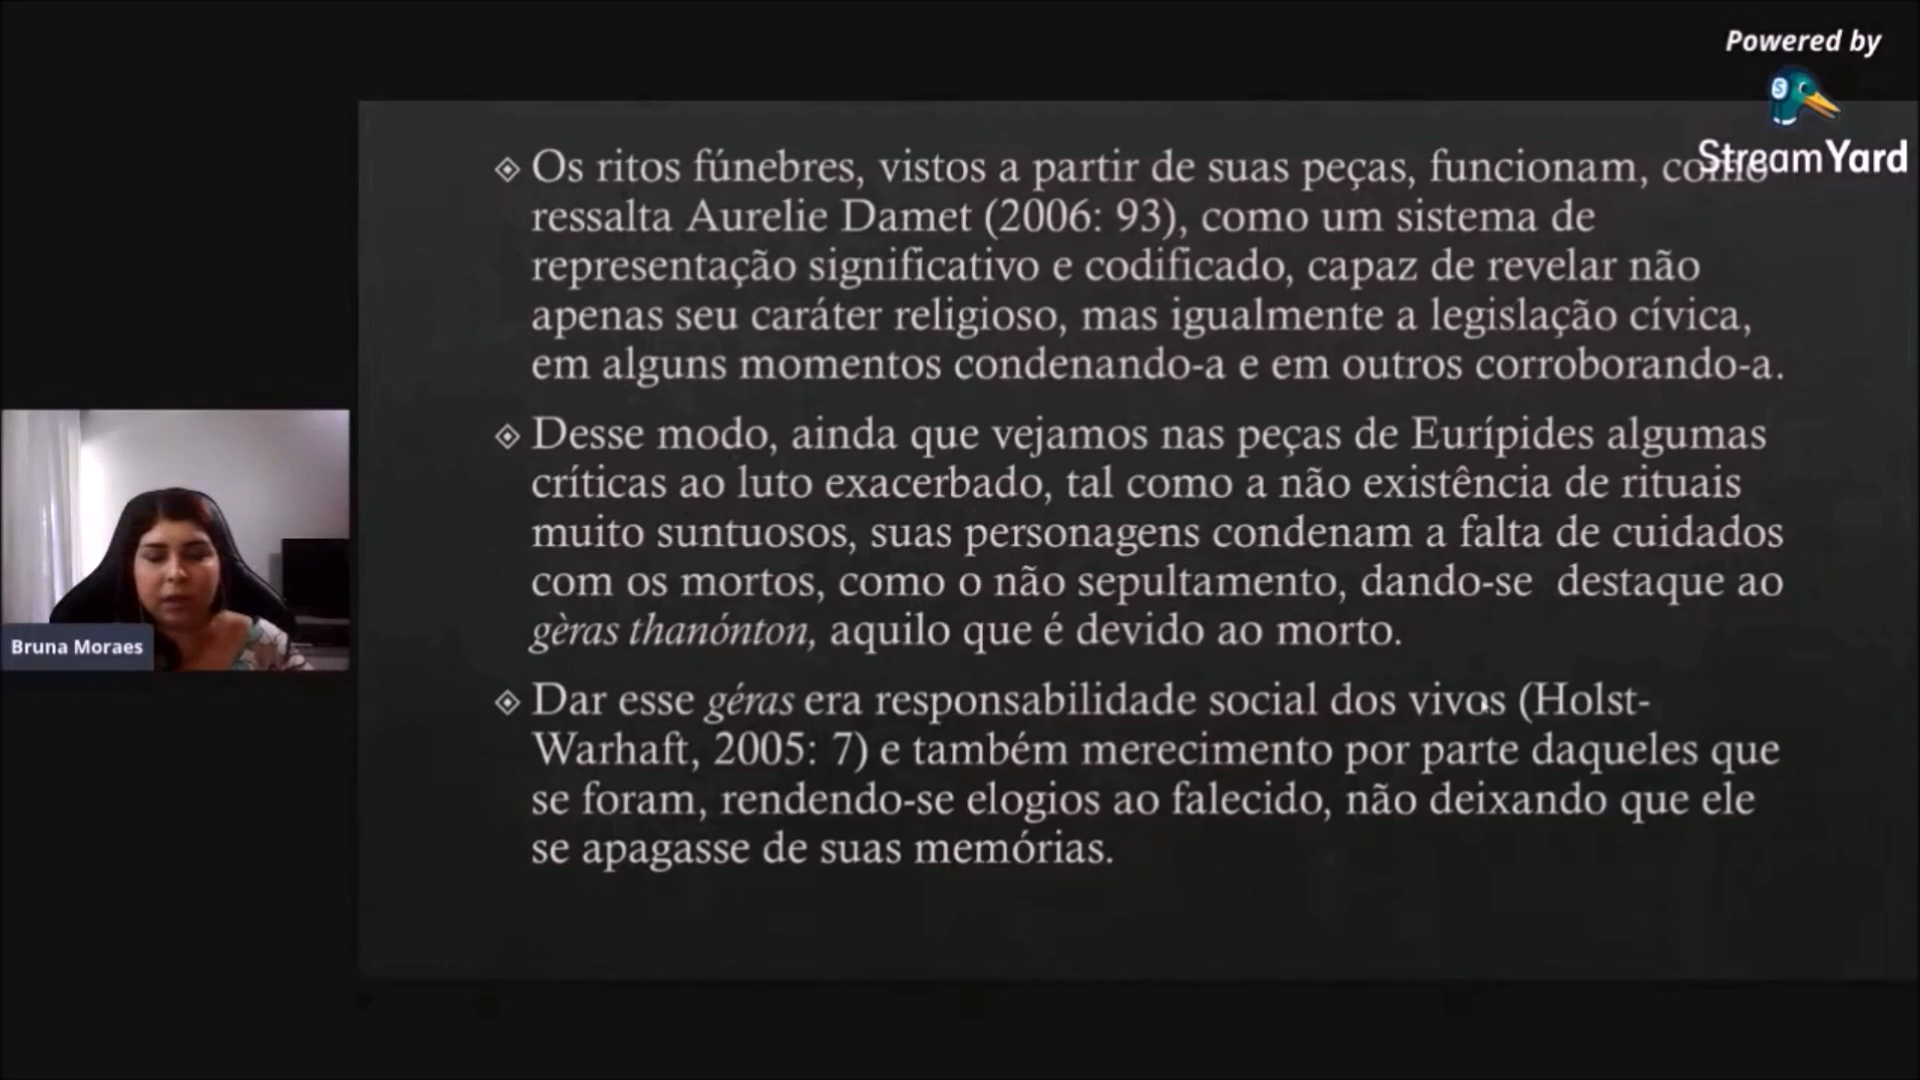 Powered by
StreamYard
Os ritos fúnebres, vistos a partir de suas peças, funcionam, como
ressalta Aurelie Damet (2006: 93), como um sistema de
representação significativo e codificado, capaz de revelar não
apenas seu caráter religioso, mas igualmente a legislação cívica,
em alguns momentos condenando-a e em outros corroborando-a.
Desse modo, ainda que vejamos nas peças de Eurípides algumas
críticas ao luto exacerbado, tal como a não existência de rituais
muito suntuosos, suas personagens condenam a falta de cuidados
com os mortos, como o não sepultamento, dando-se destaque ao
gèras thanónton, aquilo que é devido ao morto.
Dar esse géras era responsabilidade social dos vivos (Holst-
Warhaft, 2005: 7) e também merecimento por parte daqueles que
se foram, rendendo-se elogios ao falecido, não deixando que ele
se apagasse de suas memórias.
Bruna Moraes